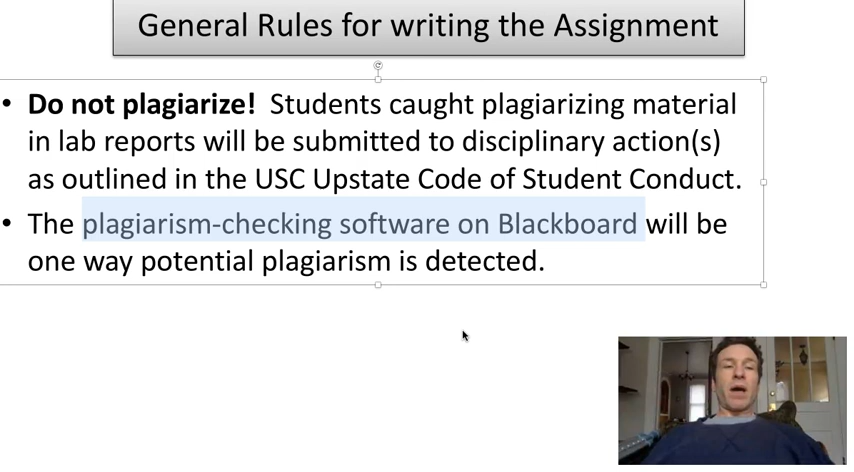 General Rules for writing the Assignment
• Do not plagiarize! Students caught plagiarizing material
in lab reports will be submitted to disciplinary action(s)
as outlined in the USC Upstate Code of Student Conduct.
• The plagiarism-checking software on Blackboard will be
one way potential plagiarism is detected.